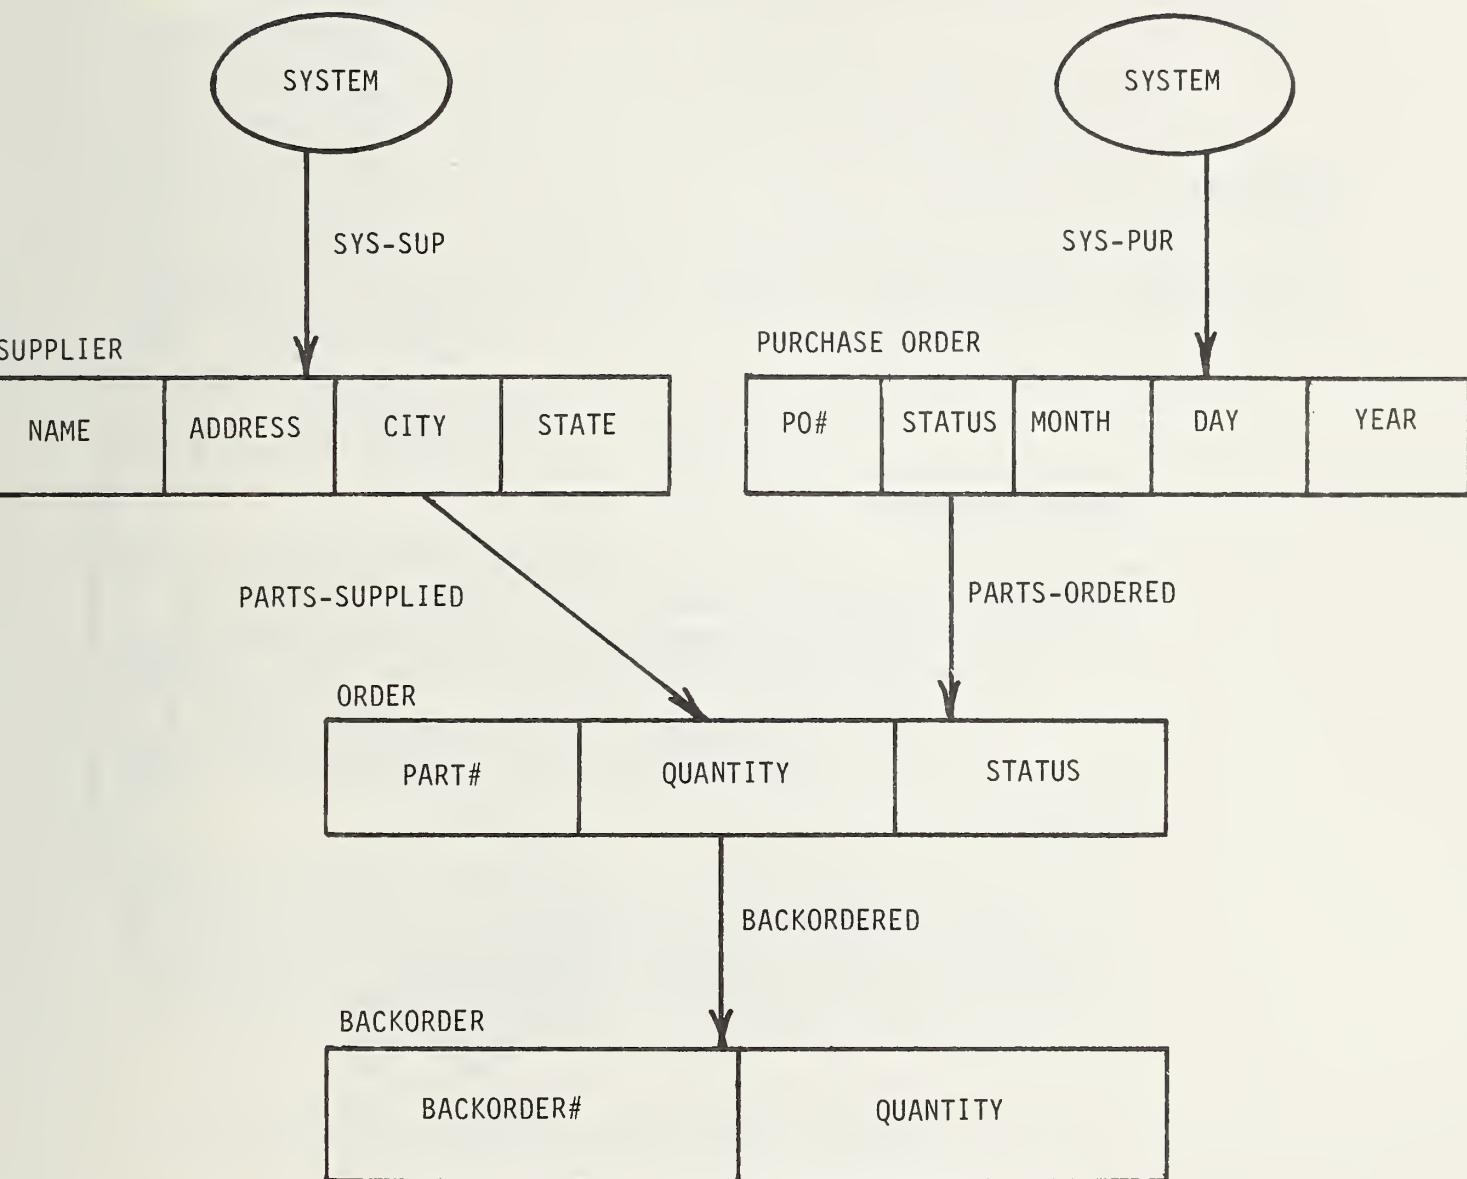 SYSTEM
SYSTEM
SYS-SUP
SYS-PUR
SUPPLIER
PURCHASE ORDER
NAME ADDRESS CITY STATE
PO# STATUS MONTH DAY YEAR
PARTS-SUPPLIED
PARTS-ORDERED
ORDER
PART# QUANTITY STATUS
BACKORDERED
BACKORDER
BACKORDER# QUANTITY